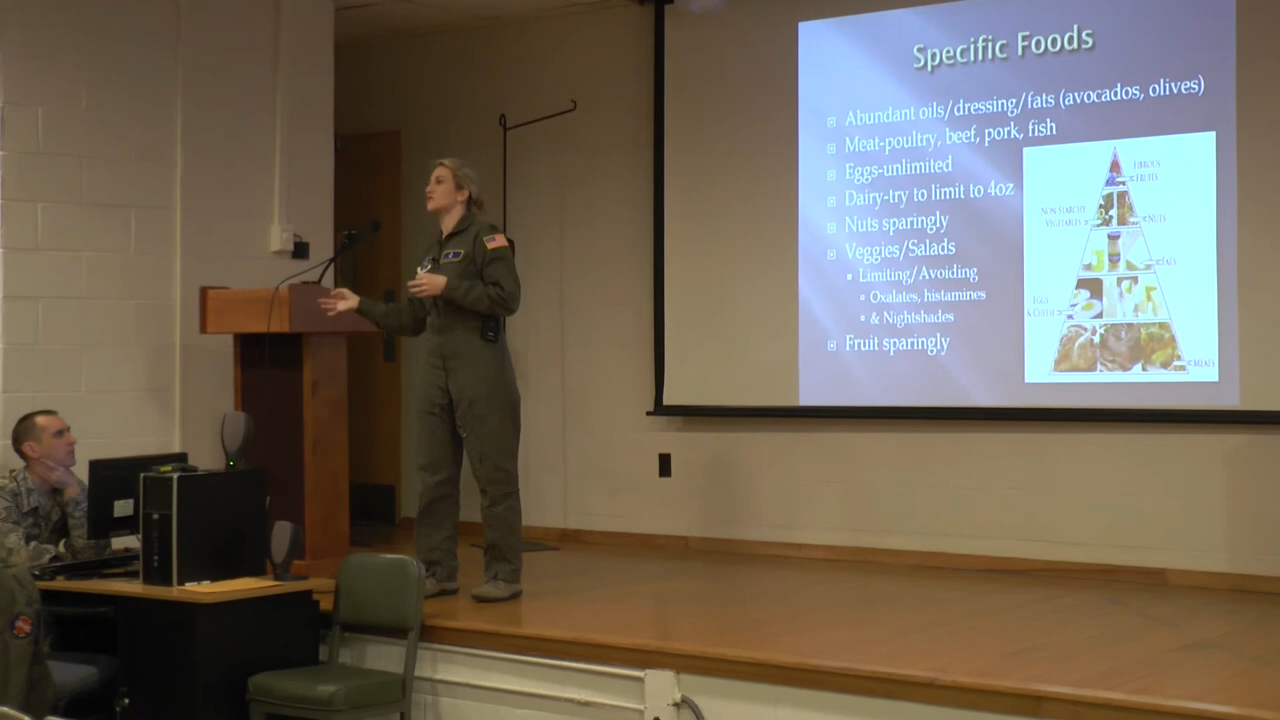 Specific Foods
Abundant oils/dressing/fats (avocados, olives)
Meat-poultry, beef, pork, fish
Eggs-unlimited
Dairy-try to limit to 4oz
Nuts sparingly
Veggies/Salads
Limiting/Avoiding
Oxalates, histamines
& Nightshades
Fruit sparingly
FIBROUS
FRUITS
NON STARCHY
VEGETABLES
NUTS
FATS
EGGS
& CHEESE
MEATS